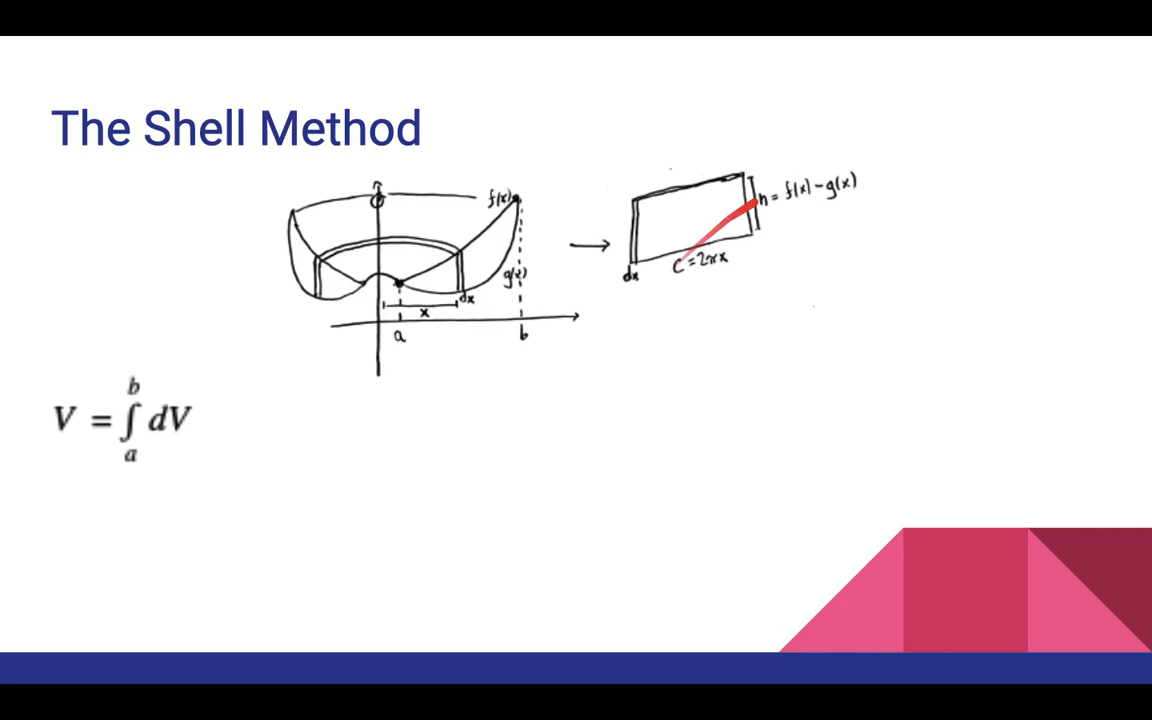 The Shell Method
f(x)
g(x)
dx
x
a
b
h = f(x) - g(x)
C = 2πx
dx
V = ∫ₐᵇ dV